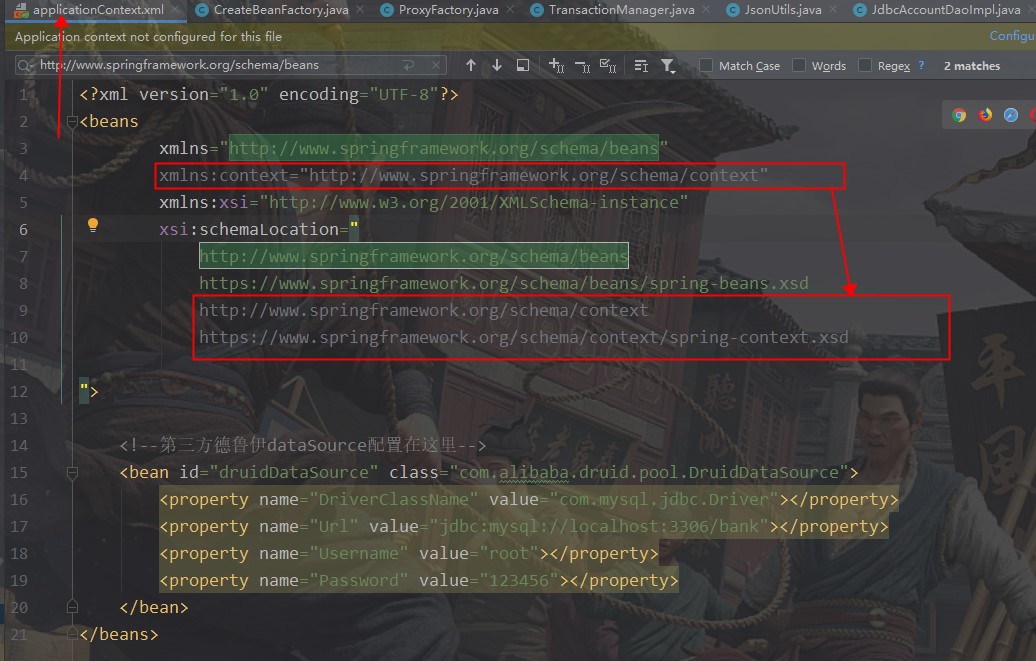 applicationContext.xml × CreateBeanFactory.java × ProxyFactory.java × TransactionManager.java × JsonUtils.java × JdbcAccountDaoImpl.java ×
Application context not configured for this file Configu
http://www.springframework.org/schema/beans Match Case Words Regex ? 2 matches
1 <?xml version="1.0" encoding="UTF-8"?>
2 <beans
3 xmlns="http://www.springframework.org/schema/beans"
4 xmlns:context="http://www.springframework.org/schema/context"
5 xmlns:xsi="http://www.w3.org/2001/XMLSchema-instance"
6 xsi:schemaLocation="
7 http://www.springframework.org/schema/beans
8 https://www.springframework.org/schema/beans/spring-beans.xsd
9 http://www.springframework.org/schema/context
10 https://www.springframework.org/schema/context/spring-context.xsd
11
12 ">
13
14 <!--第三方德鲁伊dataSource配置在这里-->
15 <bean id="druidDataSource" class="com.alibaba.druid.pool.DruidDataSource">
16 <property name="DriverClassName" value="com.mysql.jdbc.Driver"></property>
17 <property name="Url" value="jdbc:mysql://localhost:3306/bank"></property>
18 <property name="Username" value="root"></property>
19 <property name="Password" value="123456"></property>
20 </bean>
21 </beans>
平